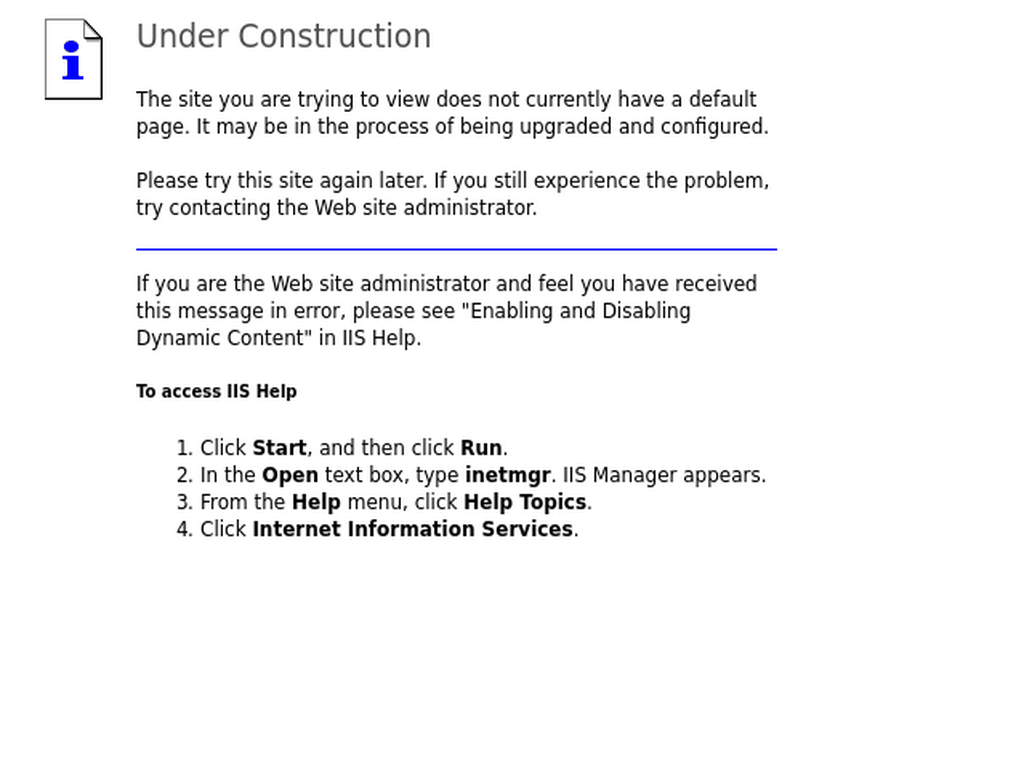 Under Construction
The site you are trying to view does not currently have a default
page. It may be in the process of being upgraded and configured.
Please try this site again later. If you still experience the problem,
try contacting the Web site administrator.
If you are the Web site administrator and feel you have received
this message in error, please see "Enabling and Disabling
Dynamic Content" in IIS Help.
To access IIS Help
1. Click Start, and then click Run.
2. In the Open text box, type inetmgr. IIS Manager appears.
3. From the Help menu, click Help Topics.
4. Click Internet Information Services.